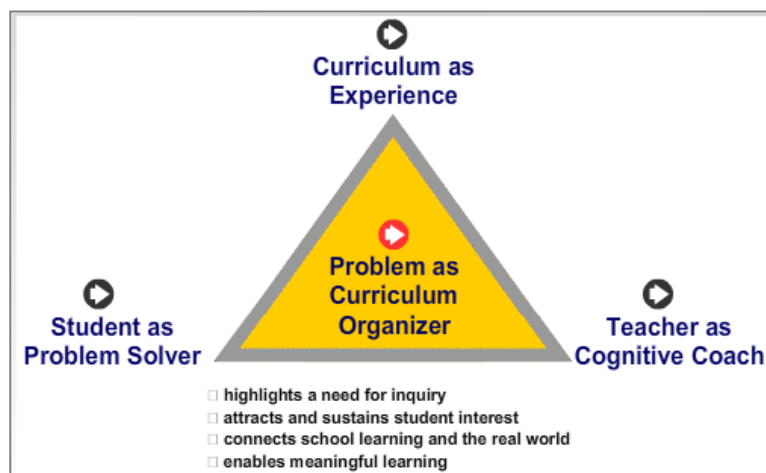 Curriculum as
Experience
Problem as
Curriculum
Organizer
Student as
Problem Solver
Teacher as
Cognitive Coach
highlights a need for inquiry
attracts and sustains student interest
connects school learning and the real world
enables meaningful learning